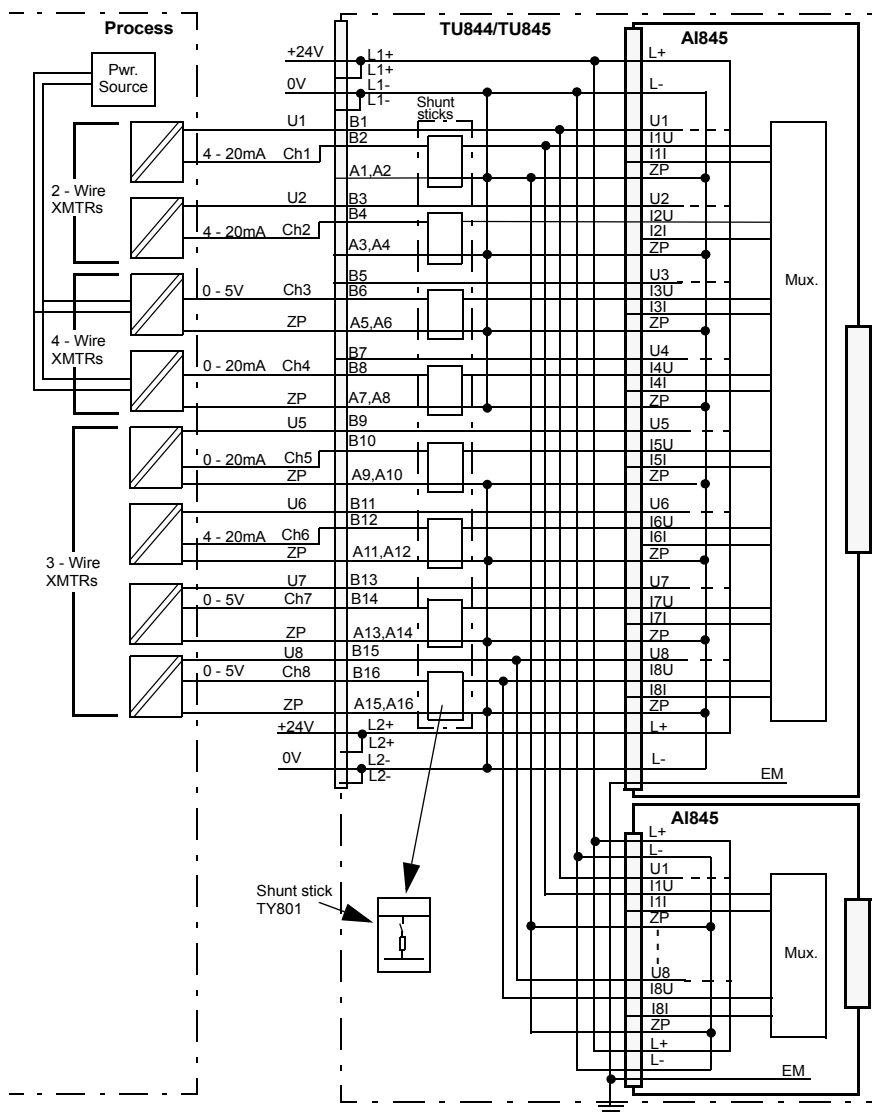 Process
TU844/TU845
AI845
Pwr.
Source
+24V
L1+
L1+
0V
L1-
L1-
Shunt
sticks
L+
L-
2 - Wire
XMTRs
U1
B1
B2
4 - 20mA
Ch1
A1,A2
U1
I1U
I1I
ZP
U2
B3
B4
4 - 20mA
Ch2
A3,A4
U2
I2U
I2I
ZP
Mux.
4 - Wire
XMTRs
B5
0 - 5V
Ch3
B6
ZP
A5,A6
U3
I3U
I3I
ZP
B7
0 - 20mA
Ch4
B8
ZP
A7,A8
U4
I4U
I4I
ZP
3 - Wire
XMTRs
U5
B9
B10
0 - 20mA
Ch5
ZP
A9,A10
U5
I5U
I5I
ZP
U6
B11
B12
4 - 20mA
Ch6
ZP
A11,A12
U6
I6U
I6I
ZP
U7
B13
0 - 5V
Ch7
B14
ZP
A13,A14
U7
I7U
I7I
ZP
U8
B15
0 - 5V
Ch8
B16
ZP
A15,A16
U8
I8U
I8I
ZP
+24V
L2+
L2+
0V
L2-
L2-
L+
L-
EM
Shunt stick
TY801
AI845
L+
L-
U1
I1U
I1I
ZP
U8
I8U
I8I
ZP
L+
L-
Mux.
EM